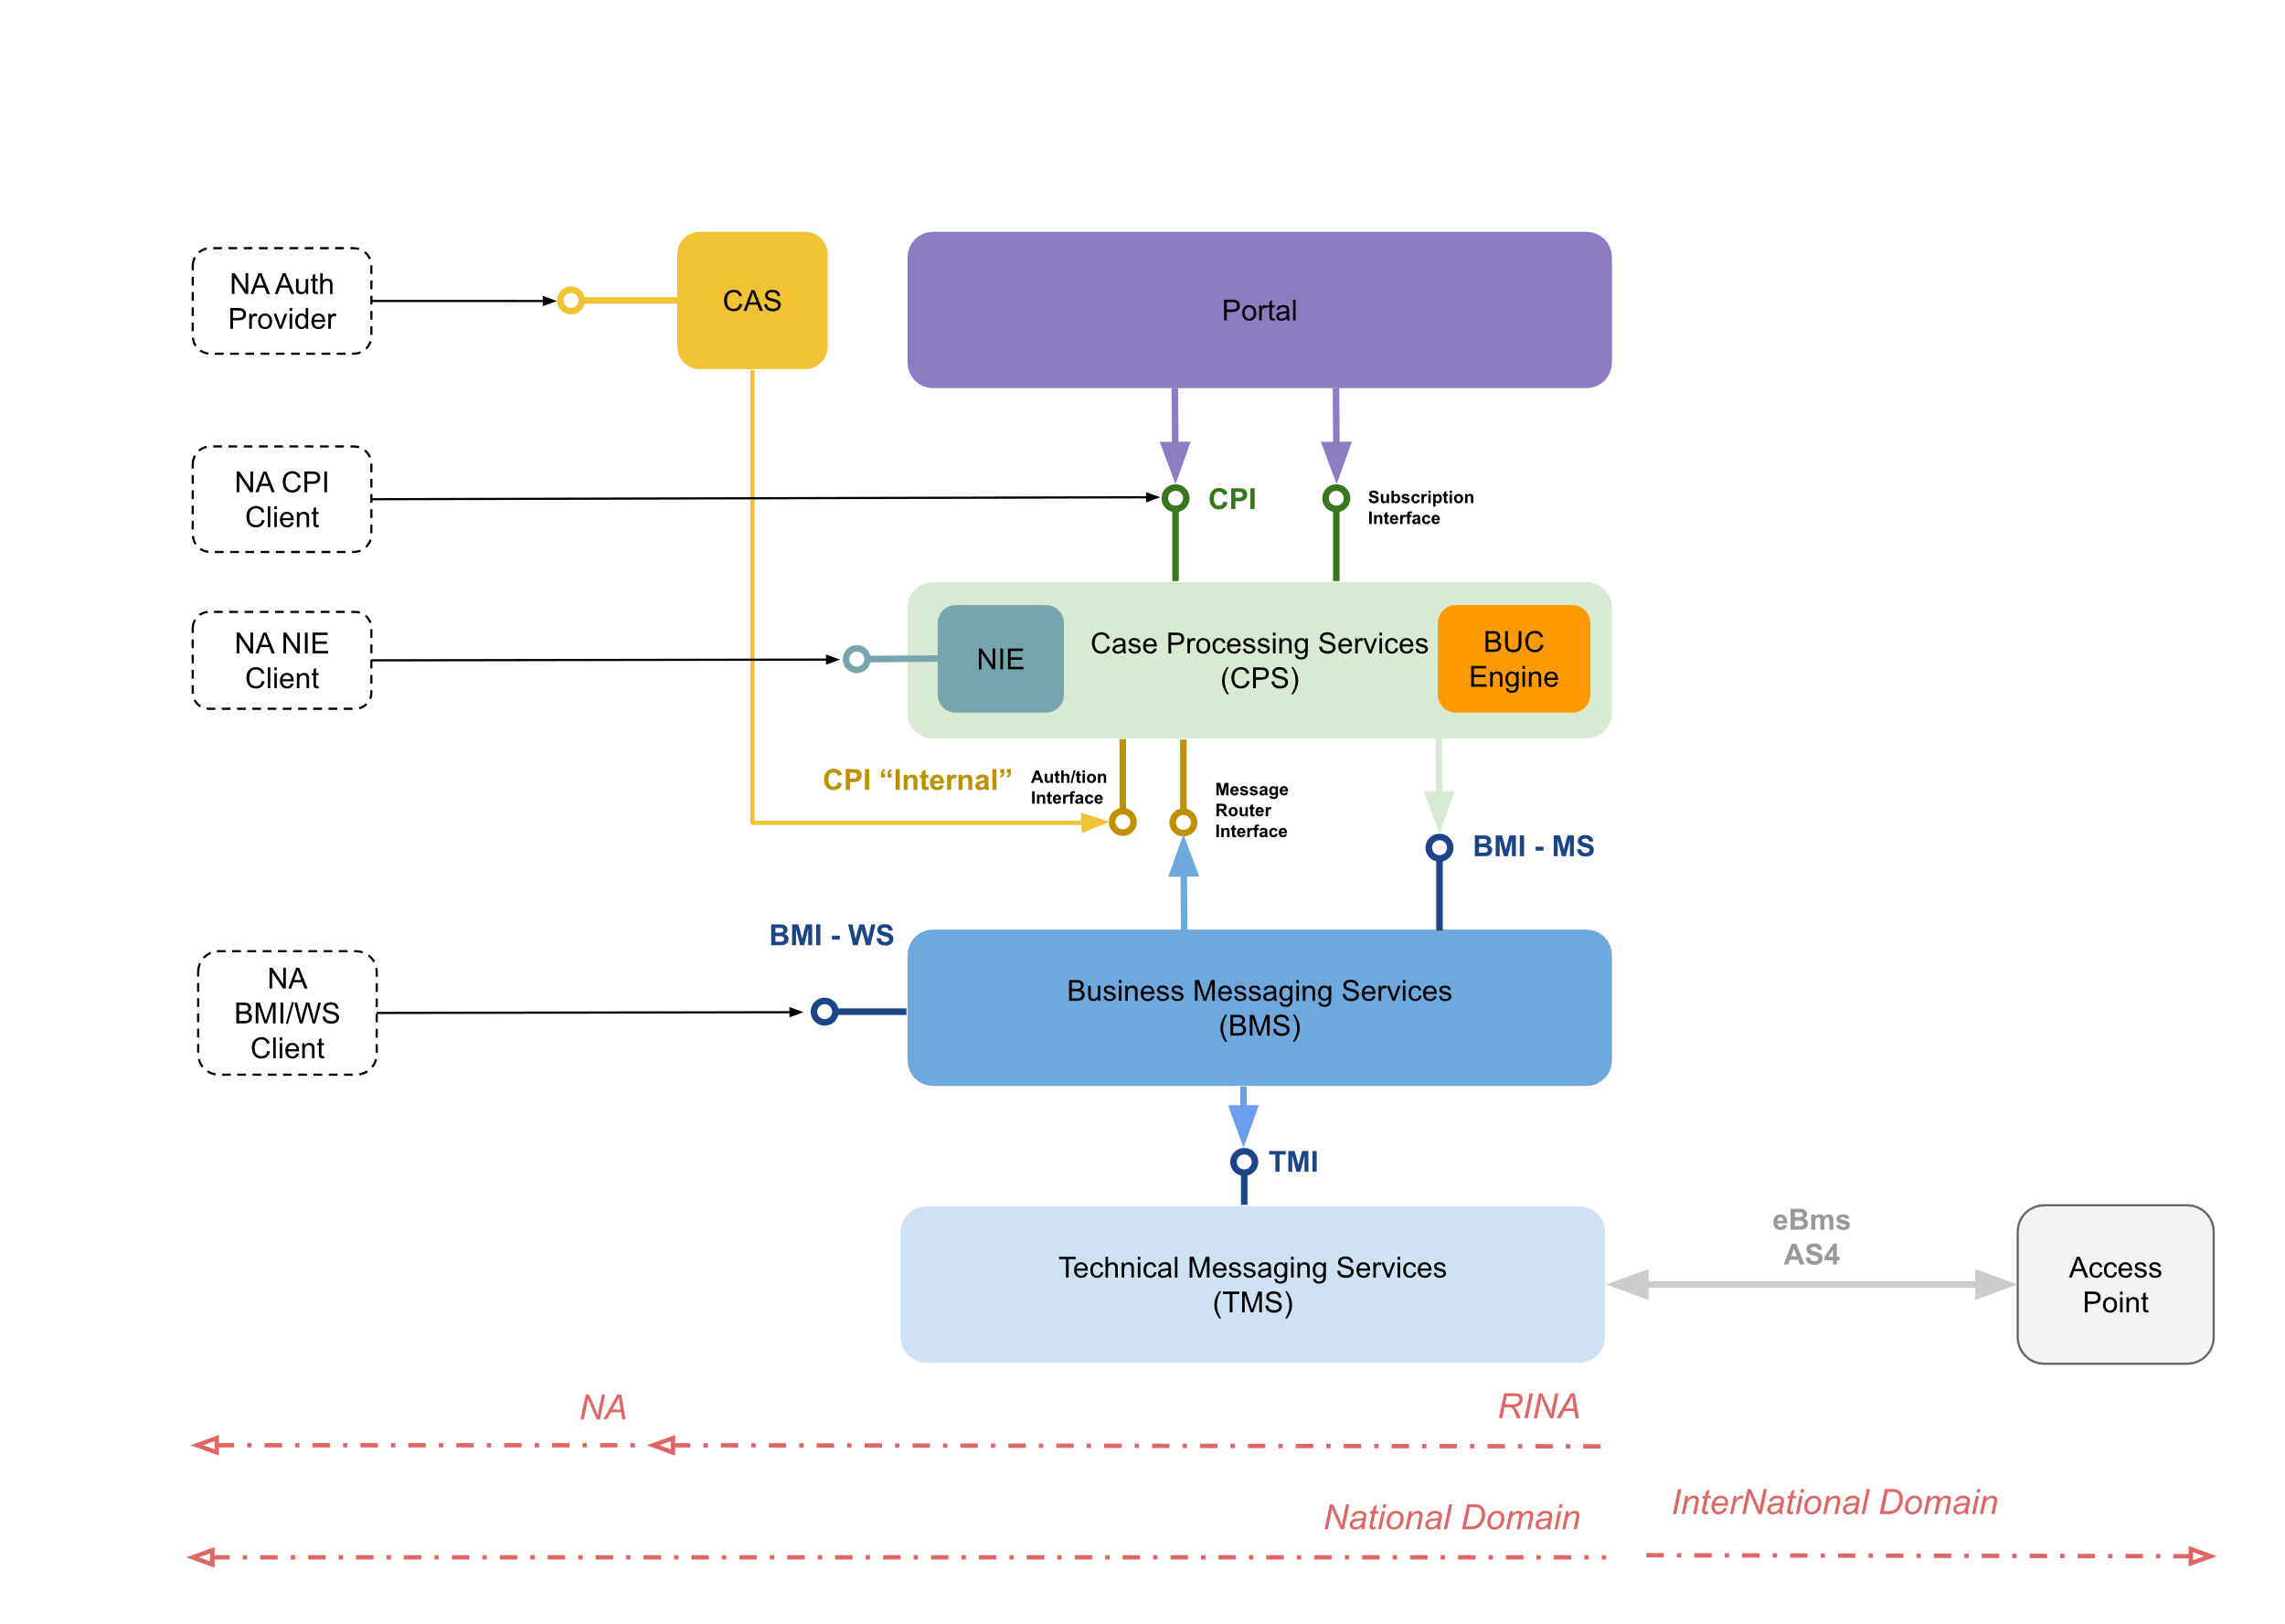 NA Auth
Provider
CAS
Portal
NA CPI
Client
CPI
Subscription
Interface
NA NIE
Client
NIE
Case Processing Services
(CPS)
BUC
Engine
CPI “Internal”
Auth/tion
Interface
Message
Router
Interface
BMI - MS
BMI - WS
NA
BMI/WS
Client
Business Messaging Services
(BMS)
TMI
Technical Messaging Services
(TMS)
eBms
AS4
Access
Point
NA
RINA
National Domain
InterNational Domain